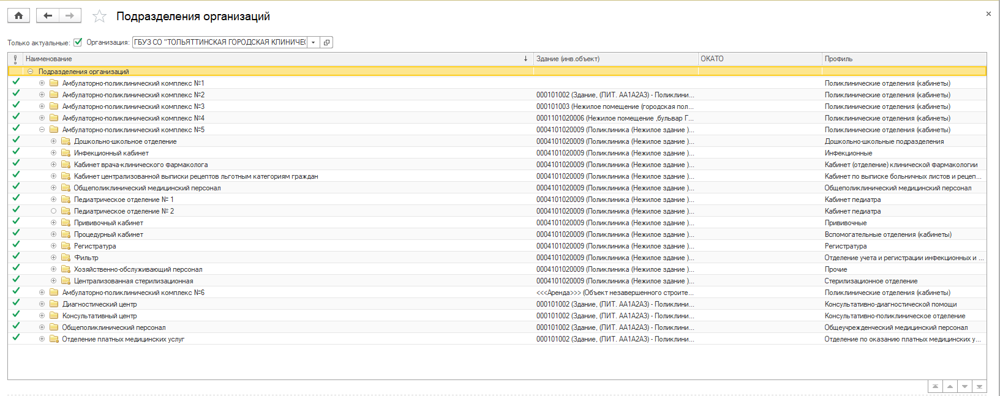 Подразделения организаций
Только актуальные: Организация: ГБУЗ СО "ТОЛЬЯТТИНСКАЯ ГОРОДСКАЯ КЛИНИЧЕС
Наименование ↓ Здание (инв.объект) ОКАТО Профиль
Подразделения организаций
Амбулаторно-поликлинический комплекс №1 Поликлинические отделения (кабинеты)
Амбулаторно-поликлинический комплекс №2 000101002 (Здание, (ПИТ. АА1А2А3) - Поликлини... Поликлинические отделения (кабинеты)
Амбулаторно-поликлинический комплекс №3 000101003 (Нежилое помещение (городская пол... Поликлинические отделения (кабинеты)
Амбулаторно-поликлинический комплекс №4 0001101020006 (Нежилое помещение ,бульвар Г... Поликлинические отделения (кабинеты)
Амбулаторно-поликлинический комплекс №5 0004101020009 (Поликлиника (Нежилое здание )... Поликлинические отделения (кабинеты)
Дошкольно-школьное отделение 0004101020009 (Поликлиника (Нежилое здание )... Дошкольно-школьные подразделения
Инфекционный кабинет 0004101020009 (Поликлиника (Нежилое здание )... Инфекционные
Кабинет врача-клинического фармаколога 0004101020009 (Поликлиника (Нежилое здание )... Кабинет (отделение) клинической фармакологии
Кабинет централизованной выписки рецептов льготным категориям граждан 0004101020009 (Поликлиника (Нежилое здание )... Кабинет по выписке больничных листов и рецеп...
Общеполиклинический медицинский персонал 0004101020009 (Поликлиника (Нежилое здание )... Общеполиклинический медицинский персонал
Педиатрическое отделение № 1 0004101020009 (Поликлиника (Нежилое здание )... Кабинет педиатра
Педиатрическое отделение № 2 0004101020009 (Поликлиника (Нежилое здание )... Кабинет педиатра
Прививочный кабинет 0004101020009 (Поликлиника (Нежилое здание )... Прививочные
Процедурный кабинет 0004101020009 (Поликлиника (Нежилое здание )... Вспомогательные отделения (кабинеты)
Регистратура 0004101020009 (Поликлиника (Нежилое здание )... Регистратура
Фильтр 0004101020009 (Поликлиника (Нежилое здание )... Отделение учета и регистрации инфекционных и ...
Хозяйственно-обслуживающий персонал 0004101020009 (Поликлиника (Нежилое здание )... Прочие
Централизованная стерилизационная 0004101020009 (Поликлиника (Нежилое здание )... Стерилизационное отделение
Амбулаторно-поликлинический комплекс №6 <<<Аренда>>> (Объект незавершенного строите... Поликлинические отделения (кабинеты)
Диагностический центр 000101002 (Здание, (ПИТ. АА1А2А3) - Поликлини... Консультативно-диагностической помощи
Консультативный центр 000101002 (Здание, (ПИТ. АА1А2А3) - Поликлини... Консультативно-поликлиническое отделение
Общеполиклинический персонал 000101002 (Здание, (ПИТ. АА1А2А3) - Поликлини... Общеучрежденческий медицинский персонал
Отделение платных медицинских услуг 000101002 (Здание, (ПИТ. АА1А2А3) - Поликлини... Отделение по оказанию платных медицинских у...